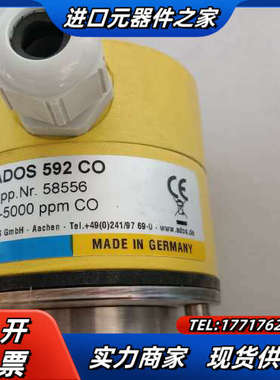 进口元器件之家
ADOS 592 CO
pp.Nr. 58556
-5000 ppm CO
GmbH - Aachen - Tel.+49(0)241/97 69-0 - www.ados.de
CE
MADE IN GERMANY
开
票
TEL:1771762
实力商家 现货供